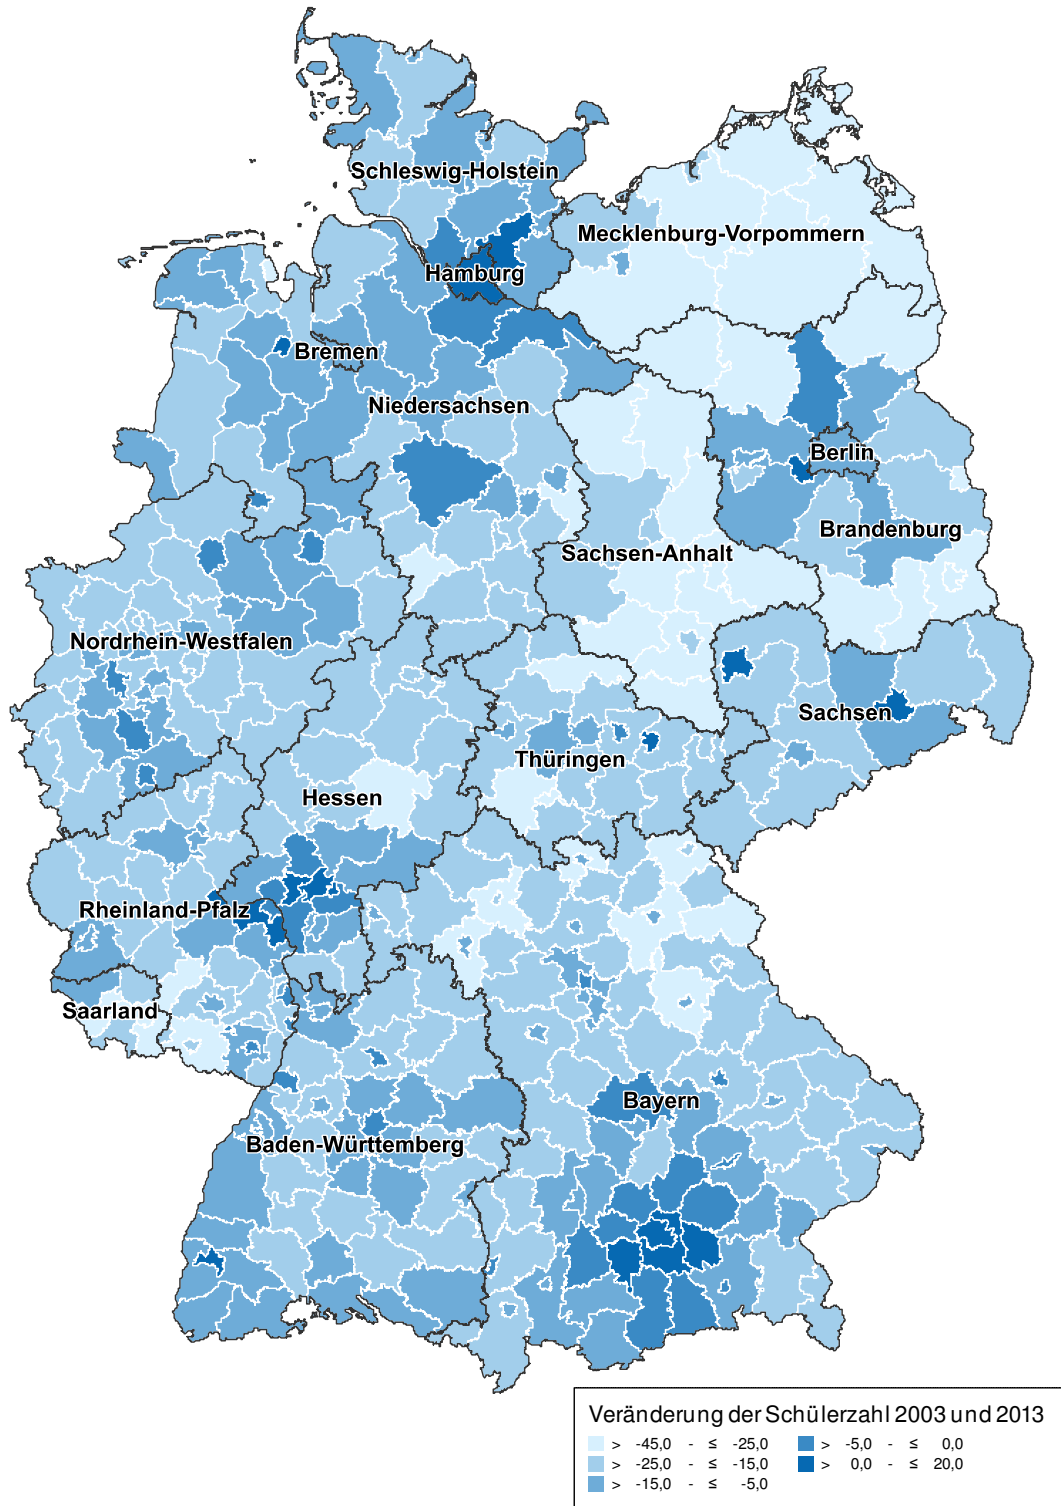 Schleswig-Holstein
Mecklenburg-Vorpommern
Hamburg
Bremen
Niedersachsen
Berlin
Brandenburg
Sachsen-Anhalt
Nordrhein-Westfalen
Sachsen
Thüringen
Hessen
Rheinland-Pfalz
Saarland
Bayern
Baden-Württemberg
Veränderung der Schülerzahl 2003 und 2013
> -45,0 - ≤ -25,0
> -25,0 - ≤ -15,0
> -15,0 - ≤ -5,0
> -5,0 - ≤ 0,0
> 0,0 - ≤ 20,0